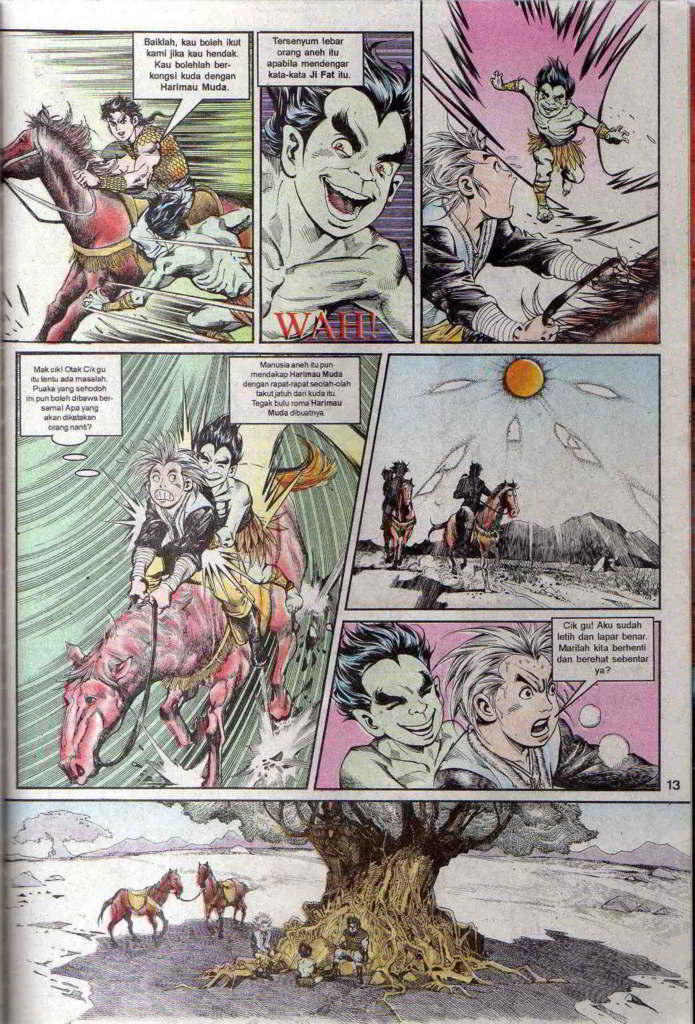 Baiklah, kau boleh ikut
kami jika kau hendak.
Kau bolehlah ber-
kongsi kuda dengan
Harimau Muda.
Tersenyum lebar
orang aneh itu
apabila mendengar
kata-kata Ji Fat itu.
WAH!
Mak cik! Otak Cik gu
itu tentu ada masalah.
Puaka yang sehodoh
ini pun boleh dibawa ber-
sama! Apa yang
akan dikatakan
orang nanti?
Manusia aneh itu pun
mendakap Harimau Muda
dengan rapat-rapat seolah-olah
takut jatuh dari kuda itu.
Tegak bulu roma Harimau
Muda dibuatnya.
Cik gu! Aku sudah
letih dan lapar benar.
Marilah kita berhenti
dan berehat sebentar
ya?
13